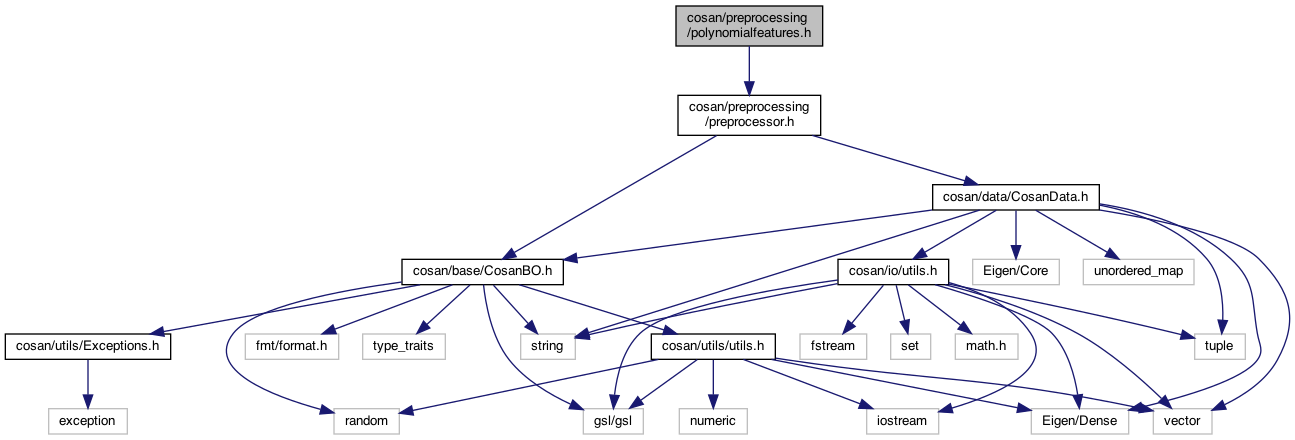 cosan/preprocessing
/polynomialfeatures.h
cosan/preprocessing
/preprocessor.h
cosan/data/CosanData.h
cosan/base/CosanBO.h
cosan/io/utils.h
Eigen/Core
unordered_map
cosan/utils/Exceptions.h
fmt/format.h
type_traits
string
cosan/utils/utils.h
fstream
set
math.h
tuple
exception
random
gsl/gsl
numeric
iostream
Eigen/Dense
vector